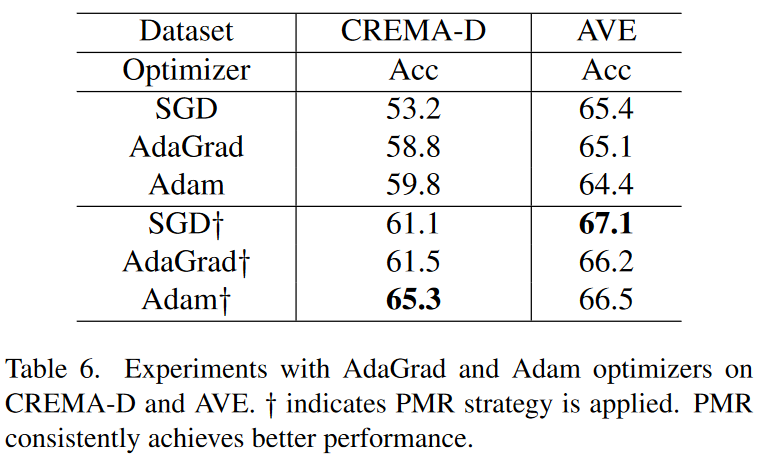 Dataset CREMA-D AVE
Optimizer Acc Acc
SGD 53.2 65.4
AdaGrad 58.8 65.1
Adam 59.8 64.4
SGD† 61.1 67.1
AdaGrad† 61.5 66.2
Adam† 65.3 66.5
Table 6. Experiments with AdaGrad and Adam optimizers on
CREMA-D and AVE. † indicates PMR strategy is applied. PMR
consistently achieves better performance.